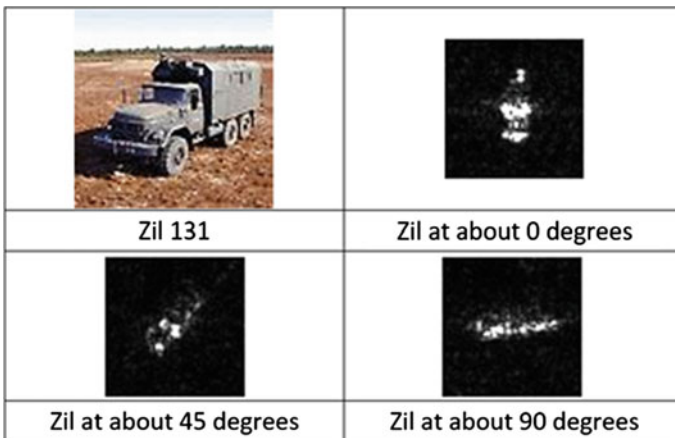 Zil 131
Zil at about 0 degrees
Zil at about 45 degrees
Zil at about 90 degrees